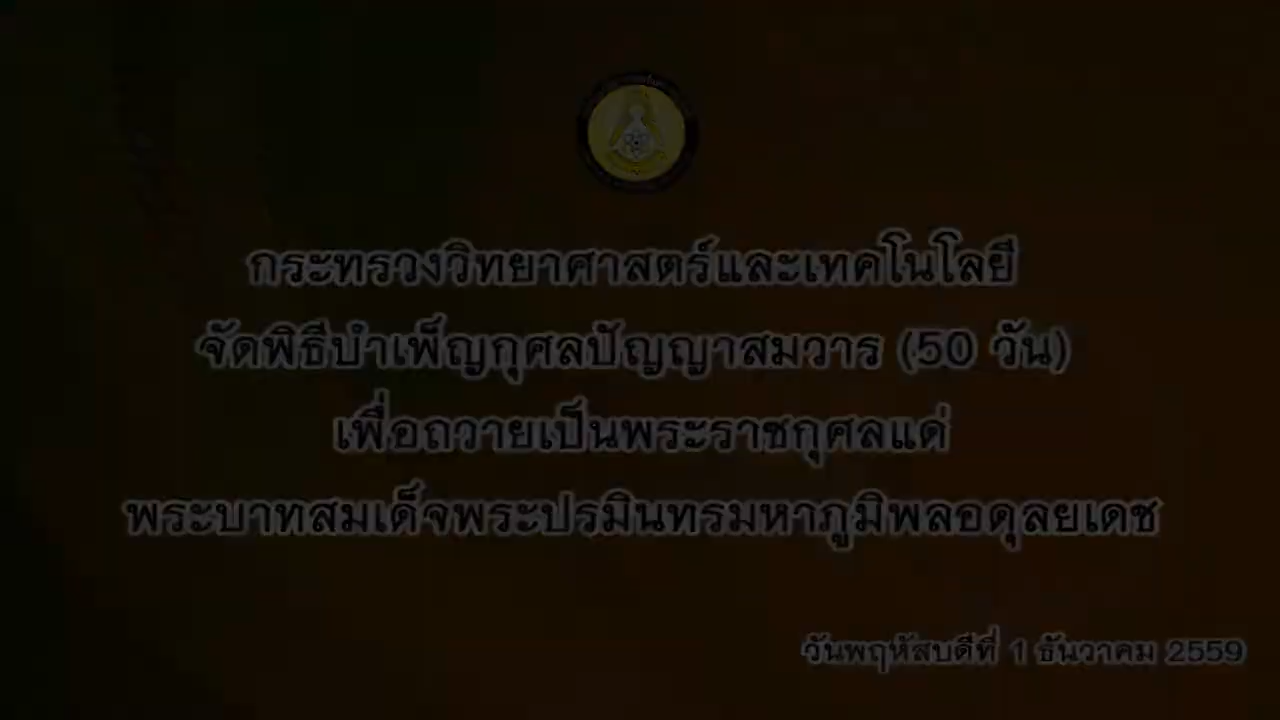 กระทรวงวิทยาศาสตร์และเทคโนโลยี
จัดพิธีบำเพ็ญกุศลปัญญาสมวาร (50 วัน)
เพื่อถวายเป็นพระราชกุศลแด่
พระบาทสมเด็จพระปรมินทรมหาภูมิพลอดุลยเดช
วันพฤหัสบดีที่ 1 ธันวาคม 2559